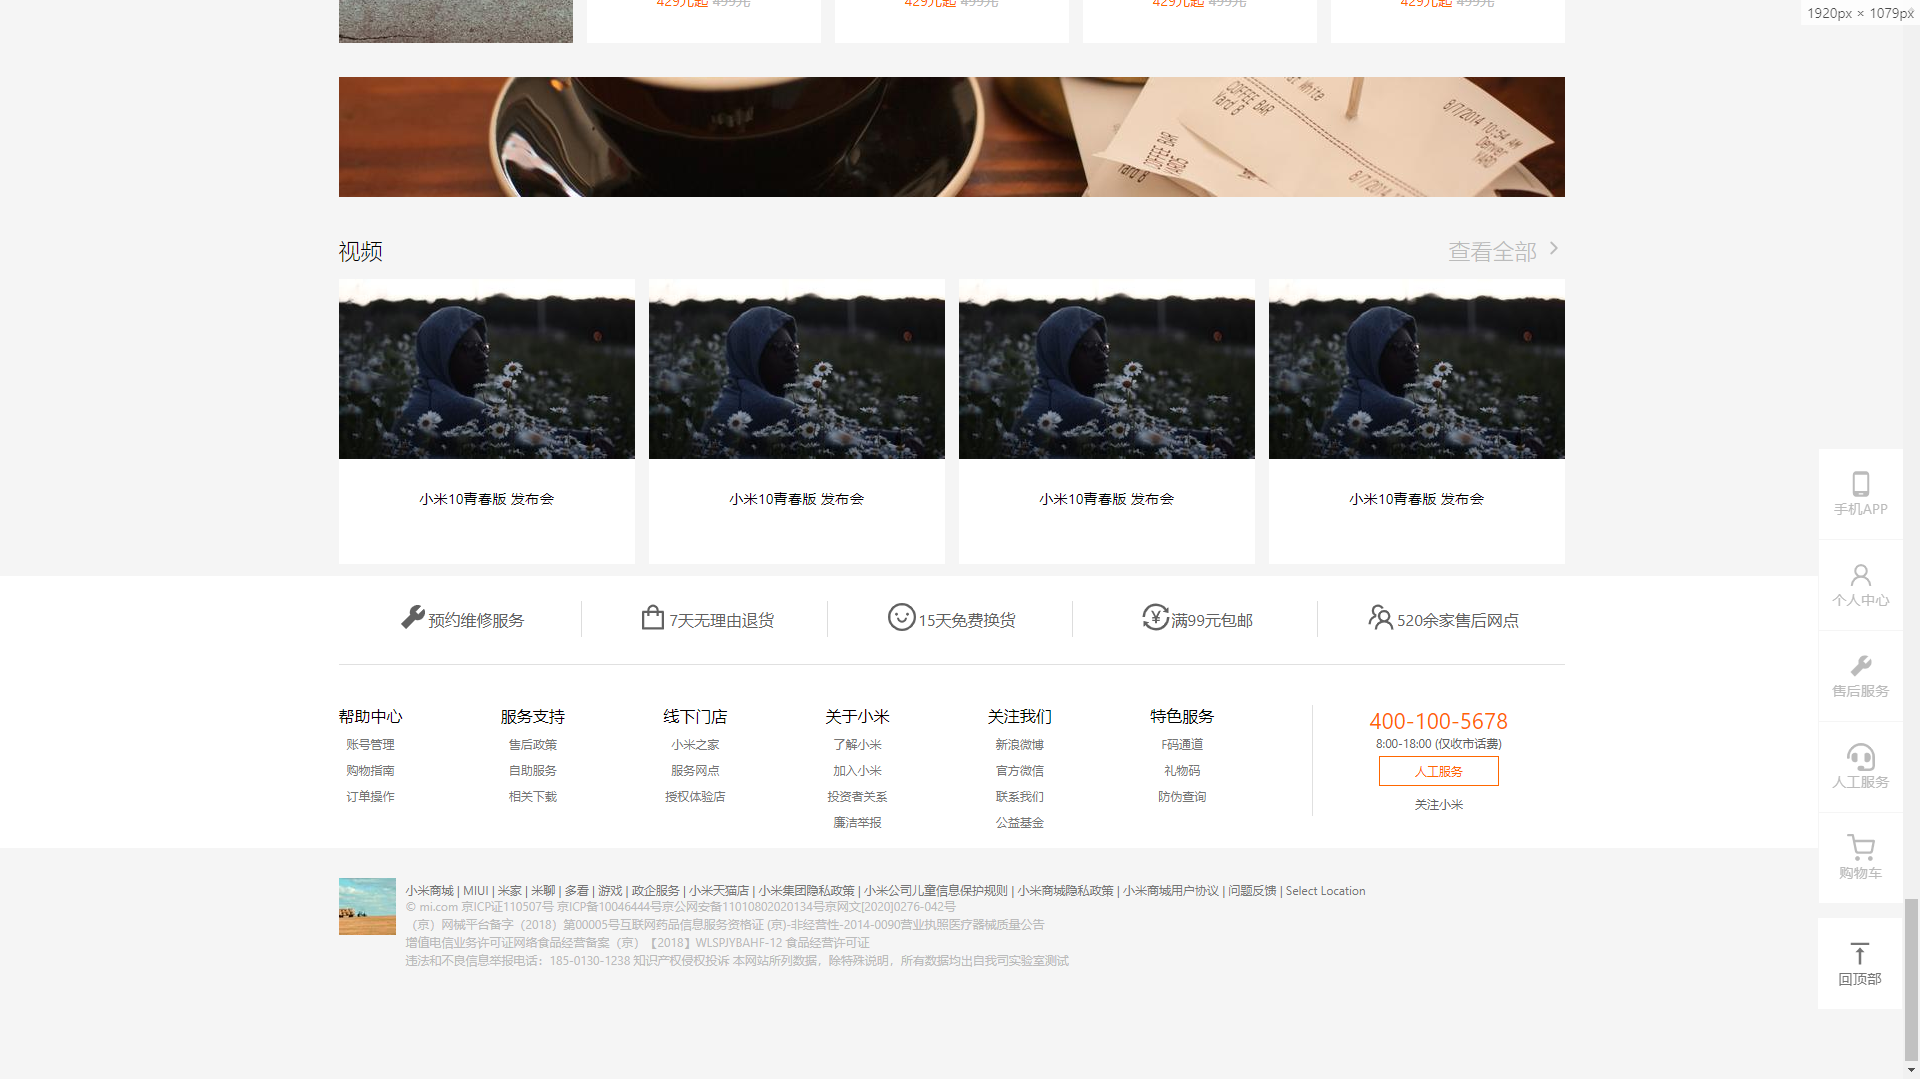 1920px × 1079px
429元起 499元 429元起 499元 429元起 499元 429元起 499元
at White
COFFEE BAR
Yard 8
8/7/2014 10:54 AM
Denver
YARD
COFFEE BAR
YARD
Yard 8
8/7/2014
视频 查看全部
小米10青春版 发布会 小米10青春版 发布会 小米10青春版 发布会 小米10青春版 发布会
预约维修服务 7天无理由退货 15天免费换货 满99元包邮 520余家售后网点
帮助中心 服务支持 线下门店 关于小米 关注我们 特色服务
账号管理 售后政策 小米之家 了解小米 新浪微博 F码通道
购物指南 自助服务 服务网点 加入小米 官方微信 礼物码
订单操作 相关下载 授权体验店 投资者关系 联系我们 防伪查询
廉洁举报 公益基金
400-100-5678
8:00-18:00 (仅收市话费)
人工服务
关注小米
小米商城 | MIUI | 米家 | 米聊 | 多看 | 游戏 | 政企服务 | 小米天猫店 | 小米集团隐私政策 | 小米公司儿童信息保护规则 | 小米商城隐私政策 | 小米商城用户协议 | 问题反馈 | Select Location
© mi.com 京ICP证110507号 京ICP备10046444号京公网安备11010802020134号京网文[2020]0276-042号
（京）网械平台备字（2018）第00005号互联网药品信息服务资格证 (京)-非经营性-2014-0090营业执照医疗器械质量公告
增值电信业务许可证网络食品经营备案（京）【2018】WLSPJYBAHF-12 食品经营许可证
违法和不良信息举报电话：185-0130-1238 知识产权侵权投诉 本网站所列数据，除特殊说明，所有数据均出自我司实验室测试
手机APP
个人中心
售后服务
人工服务
购物车
回顶部